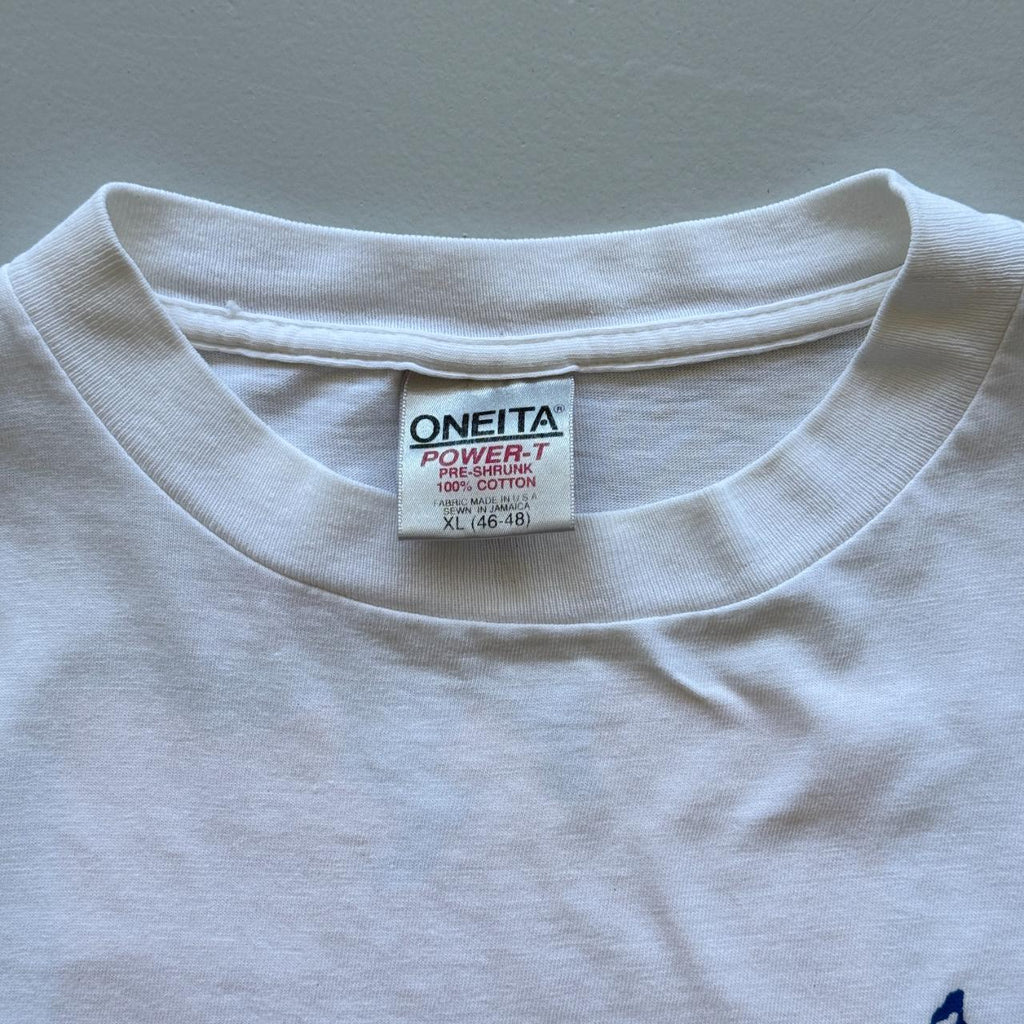 ONEITA®
POWER-T
PRE-SHRUNK
100% COTTON
FABRIC MADE IN U S A
SEWN IN JAMAICA
XL (46-48)